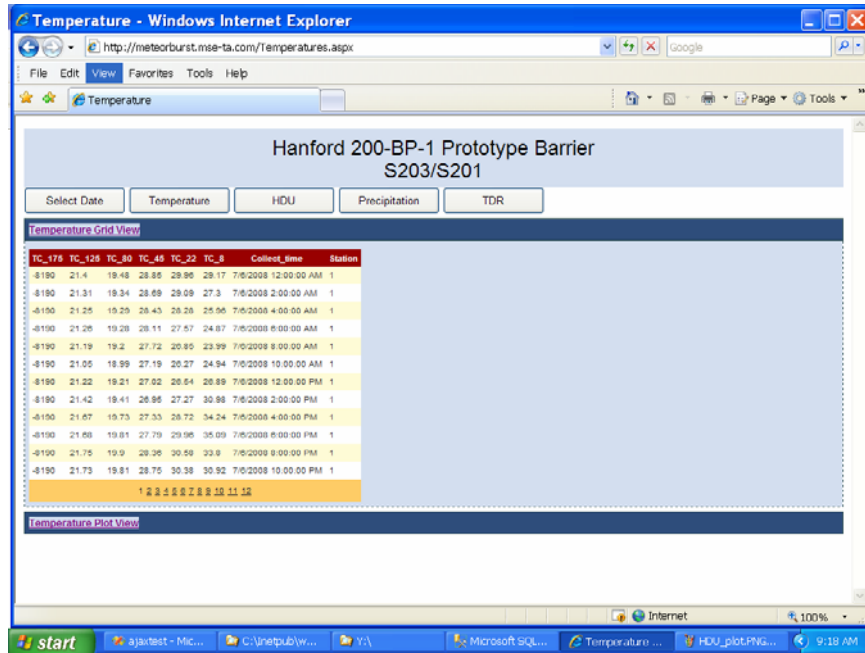 Temperature - Windows Internet Explorer
http://meteorburst.mse-ta.com/Temperatures.aspx
Google
File Edit View Favorites Tools Help
Temperature
Page Tools
Hanford 200-BP-1 Prototype Barrier
S203/S201
Select Date Temperature HDU Precipitation TDR
Temperature Grid View
TC_175 TC_125 TC_80 TC_45 TC_22 TC_8 Collect_time Station
-8190 21.4 19.48 28.85 29.96 29.17 7/6/2008 12:00:00 AM 1
-8190 21.31 19.34 28.69 29.09 27.3 7/6/2008 2:00:00 AM 1
-8190 21.25 19.29 28.43 28.28 25.96 7/6/2008 4:00:00 AM 1
-8190 21.26 19.28 28.11 27.57 24.87 7/6/2008 6:00:00 AM 1
-8190 21.19 19.2 27.72 26.85 23.99 7/6/2008 8:00:00 AM 1
-8190 21.05 18.99 27.19 26.27 24.94 7/6/2008 10:00:00 AM 1
-8190 21.22 19.21 27.02 26.64 28.89 7/6/2008 12:00:00 PM 1
-8190 21.42 19.41 26.95 27.27 30.98 7/6/2008 2:00:00 PM 1
-8190 21.67 19.73 27.33 28.72 34.24 7/6/2008 4:00:00 PM 1
-8190 21.68 19.81 27.79 29.96 35.09 7/6/2008 6:00:00 PM 1
-8190 21.75 19.9 28.36 30.58 33.8 7/6/2008 8:00:00 PM 1
-8190 21.73 19.81 28.75 30.38 30.92 7/6/2008 10:00:00 PM 1
1 2 3 4 5 6 7 8 9 10 11 12
Temperature Plot View
Internet 100%
start ajaxtest - Mic... C:\Inetpub\w... Y:\ Microsoft SQL... Temperature ... HDU_plot.PNG... 9:18 AM